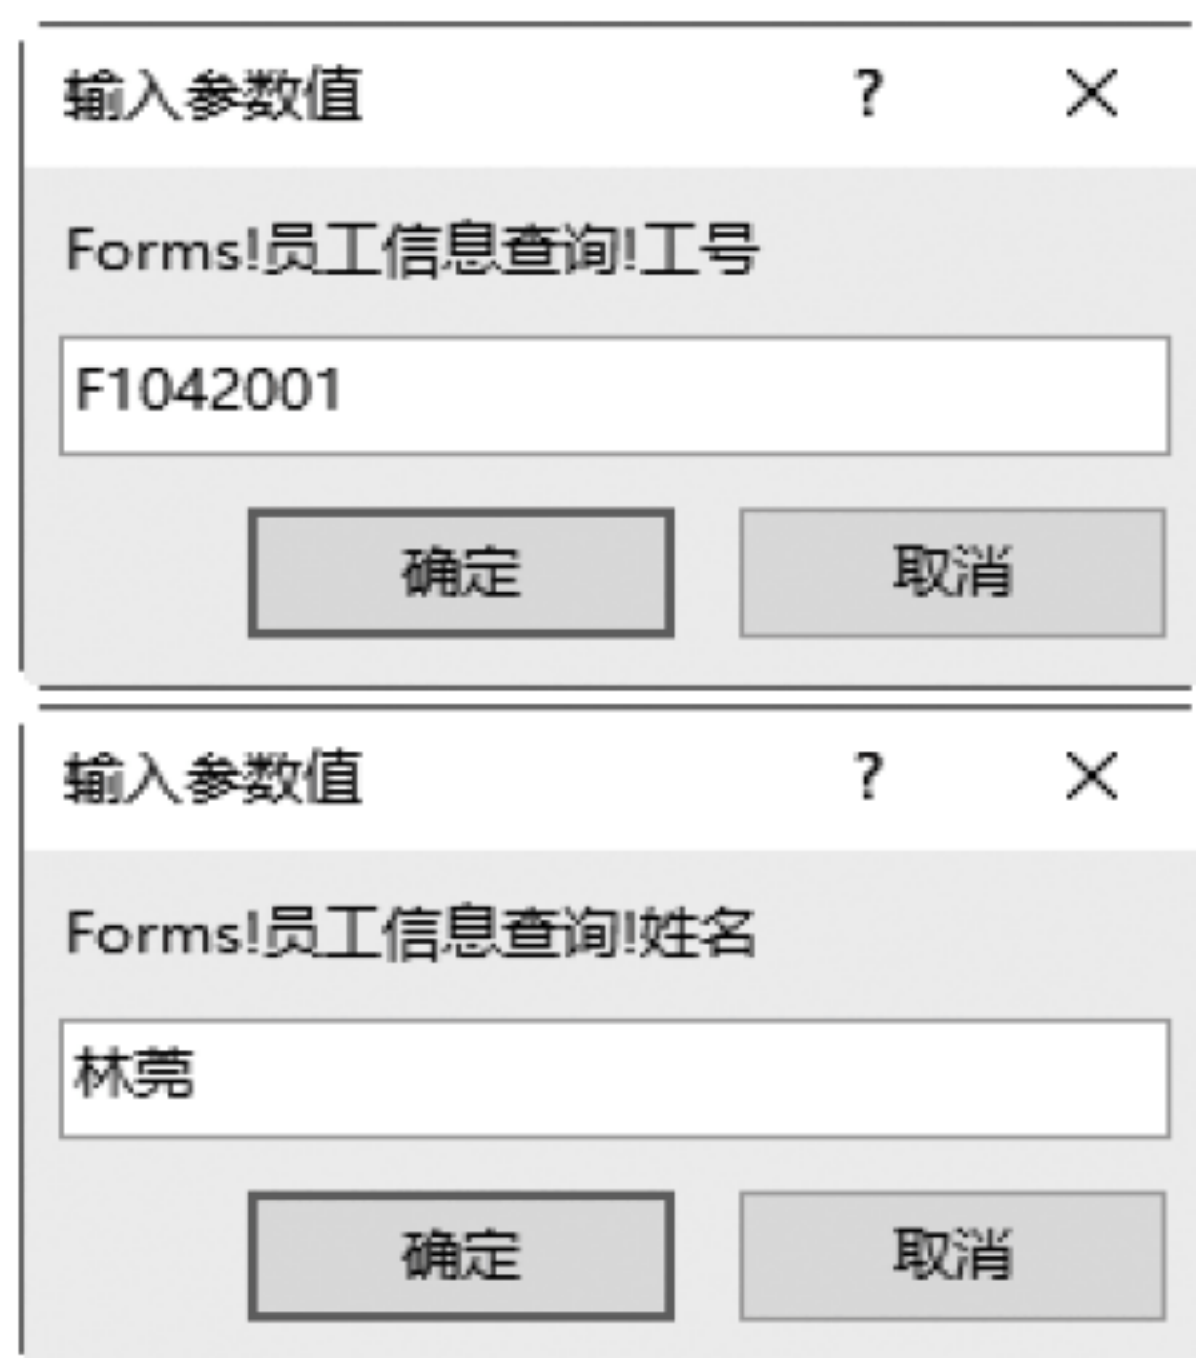 输入参数值 ? ×
Forms!员工信息查询!工号
F1042001
确定 取消
输入参数值 ? ×
Forms!员工信息查询!姓名
林莞
确定 取消